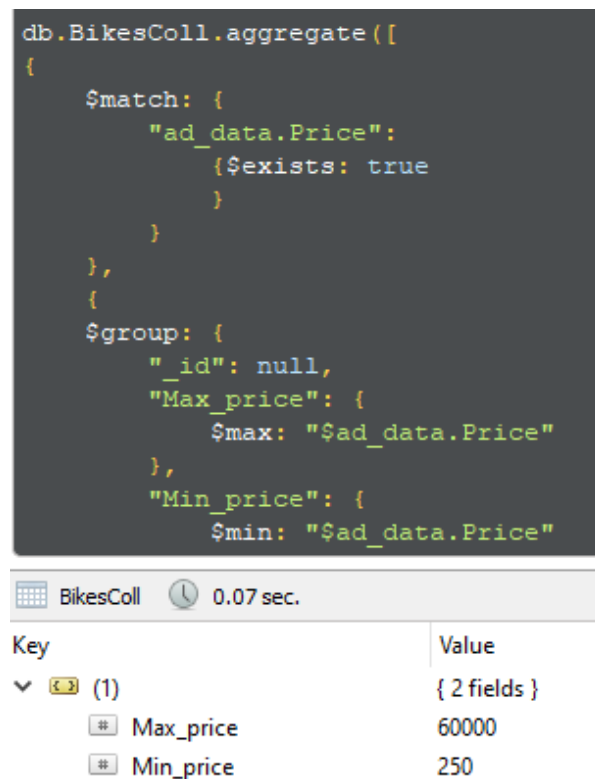 db.BikesColl.aggregate([
{
$match: {
"ad_data.Price":
{$exists: true
}
}
},
{
$group: {
"_id": null,
"Max_price": {
$max: "$ad_data.Price"
},
"Min_price": {
$min: "$ad_data.Price"
BikesColl 0.07 sec.
Key Value
(1) { 2 fields }
# Max_price 60000
# Min_price 250